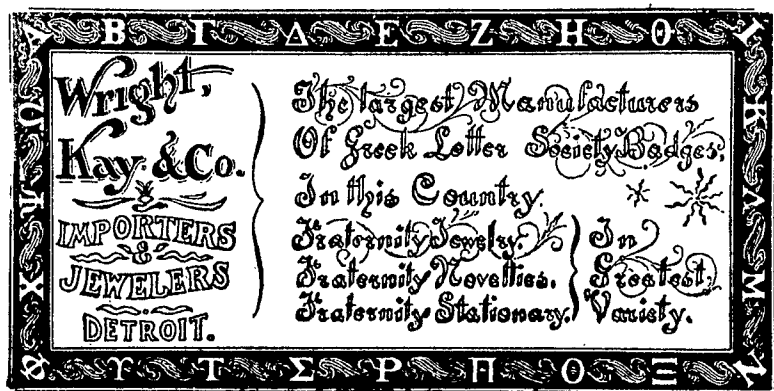 Α Β Γ Δ Ε Ζ Η Θ Ι
Κ Λ Μ Ν
Ξ Ο Π Ρ Σ Τ Υ Φ
Χ Ψ Ω
Wright,
Kay & Co.
IMPORTERS
&
JEWELERS
DETROIT.
The largest Manufacturers
Of Greek Letter Society Badges,
In this Country.
Fraternity Jewelry.
Fraternity Novelties.
Fraternity Stationary.
In
Greatest,
Variety.